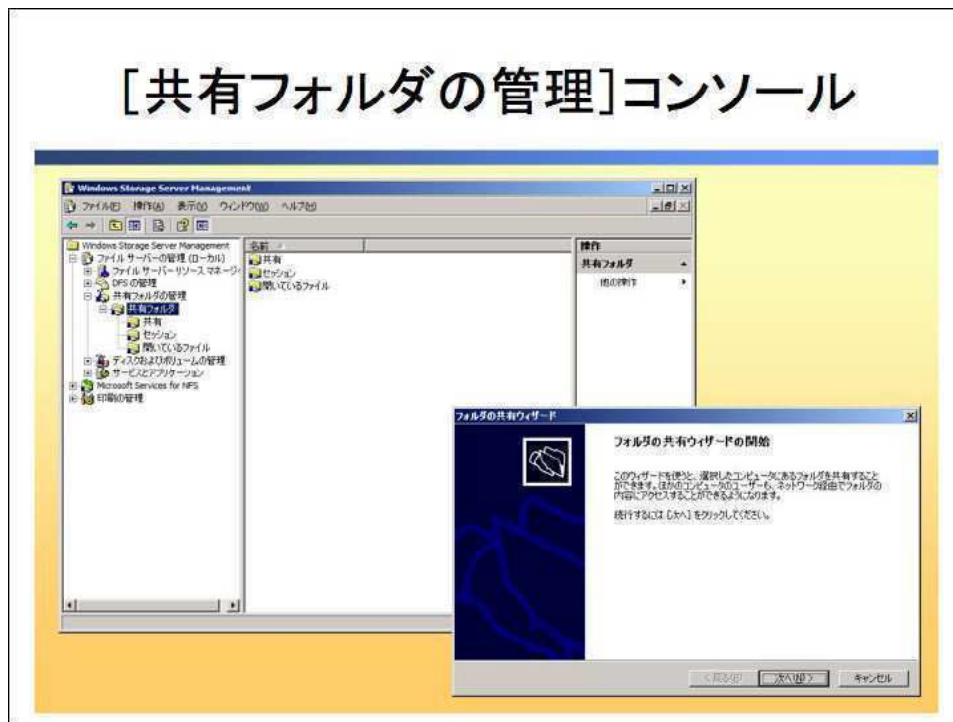 [共有フォルダの管理]コンソール
Windows Storage Server Management
ファイル(F) 操作(A) 表示(V) ウィンドウ(W) ヘルプ(H)
Windows Storage Server Management
ファイル サーバーの管理 (ローカル)
ファイル サーバー リソース マネージ
DFS の管理
共有フォルダの管理
共有フォルダ
共有
セッション
開いているファイル
ディスクおよびボリュームの管理
サービスとアプリケーション
Microsoft Services for NFS
印刷の管理
名前
共有
セッション
開いているファイル
操作
共有フォルダ
他の操作
フォルダの共有ウィザード
フォルダの共有ウィザードの開始
このウィザードを使うと、選択したコンピュータにあるフォルダを共有すること
ができます。ほかのコンピュータのユーザーも、ネットワーク経由でフォルダの
内容にアクセスすることができるようになります。
続行するには [次へ] をクリックしてください。
< 戻る(B) 次へ(N) > キャンセル